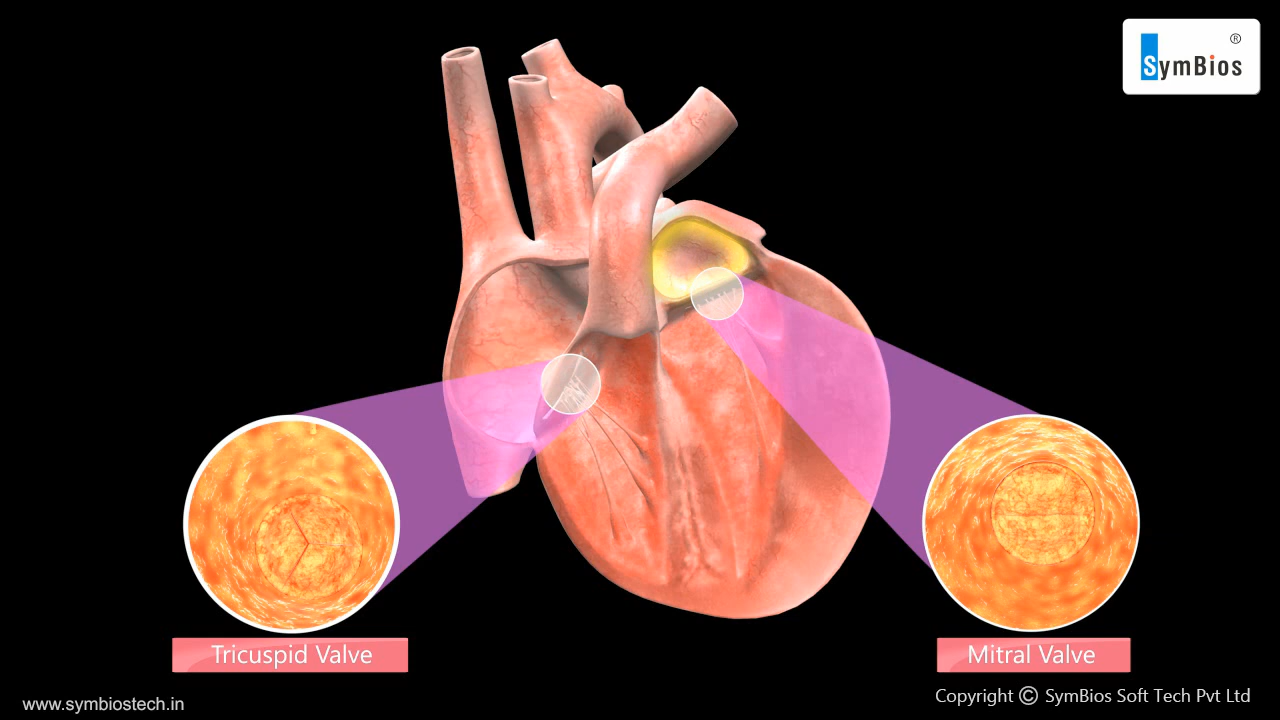 SymBios ®
Tricuspid Valve
Mitral Valve
www.symbiostech.in
Copyright © SymBios Soft Tech Pvt Ltd